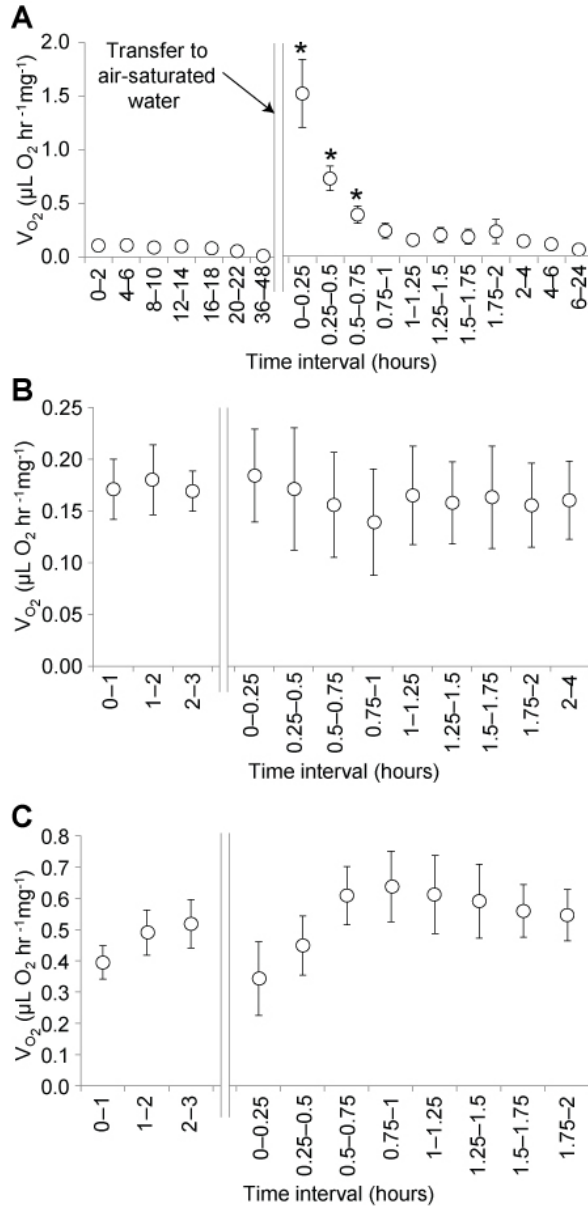 A
Transfer to
air-saturated
water
V_O₂ (µL O₂ hr⁻¹mg⁻¹)
2.0
1.5
1.0
0.5
0.0
* * *
0–2 4–6 8–10 12–14 16–18 20–22 36–48 0–0.25 0.25–0.5 0.5–0.75 0.75–1 1–1.25 1.25–1.5 1.5–1.75 1.75–2 2–4 4–6 6–24
Time interval (hours)
B
V_O₂ (µL O₂ hr⁻¹mg⁻¹)
0.25
0.20
0.15
0.10
0.05
0.00
0–1 1–2 2–3 0–0.25 0.25–0.5 0.5–0.75 0.75–1 1–1.25 1.25–1.5 1.5–1.75 1.75–2 2–4
Time interval (hours)
C
V_O₂ (µL O₂ hr⁻¹mg⁻¹)
0.8
0.7
0.6
0.5
0.4
0.3
0.2
0.1
0.0
0–1 1–2 2–3 0–0.25 0.25–0.5 0.5–0.75 0.75–1 1–1.25 1.25–1.5 1.5–1.75 1.75–2
Time interval (hours)